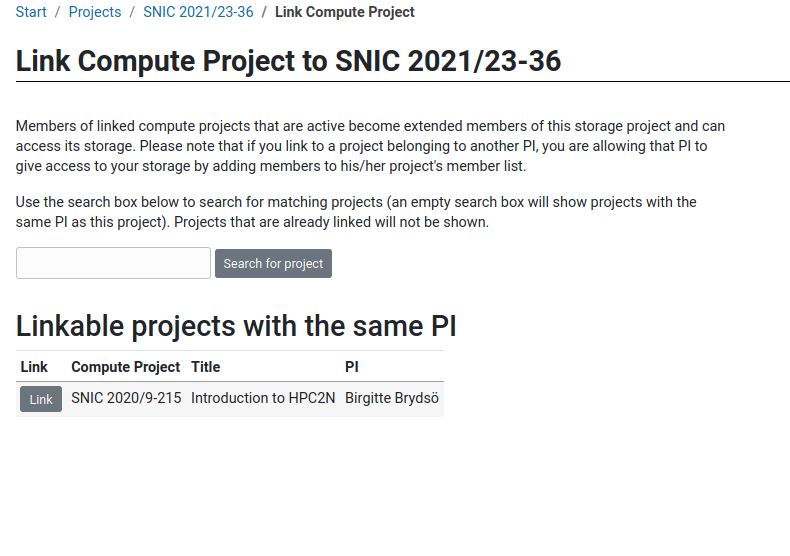 Start / Projects / SNIC 2021/23-36 / Link Compute Project
Link Compute Project to SNIC 2021/23-36
Members of linked compute projects that are active become extended members of this storage project and can
access its storage. Please note that if you link to a project belonging to another PI, you are allowing that PI to
give access to your storage by adding members to his/her project's member list.
Use the search box below to search for matching projects (an empty search box will show projects with the
same PI as this project). Projects that are already linked will not be shown.
Search for project
Linkable projects with the same PI
Link Compute Project Title PI
Link SNIC 2020/9-215 Introduction to HPC2N Birgitte Brydsö